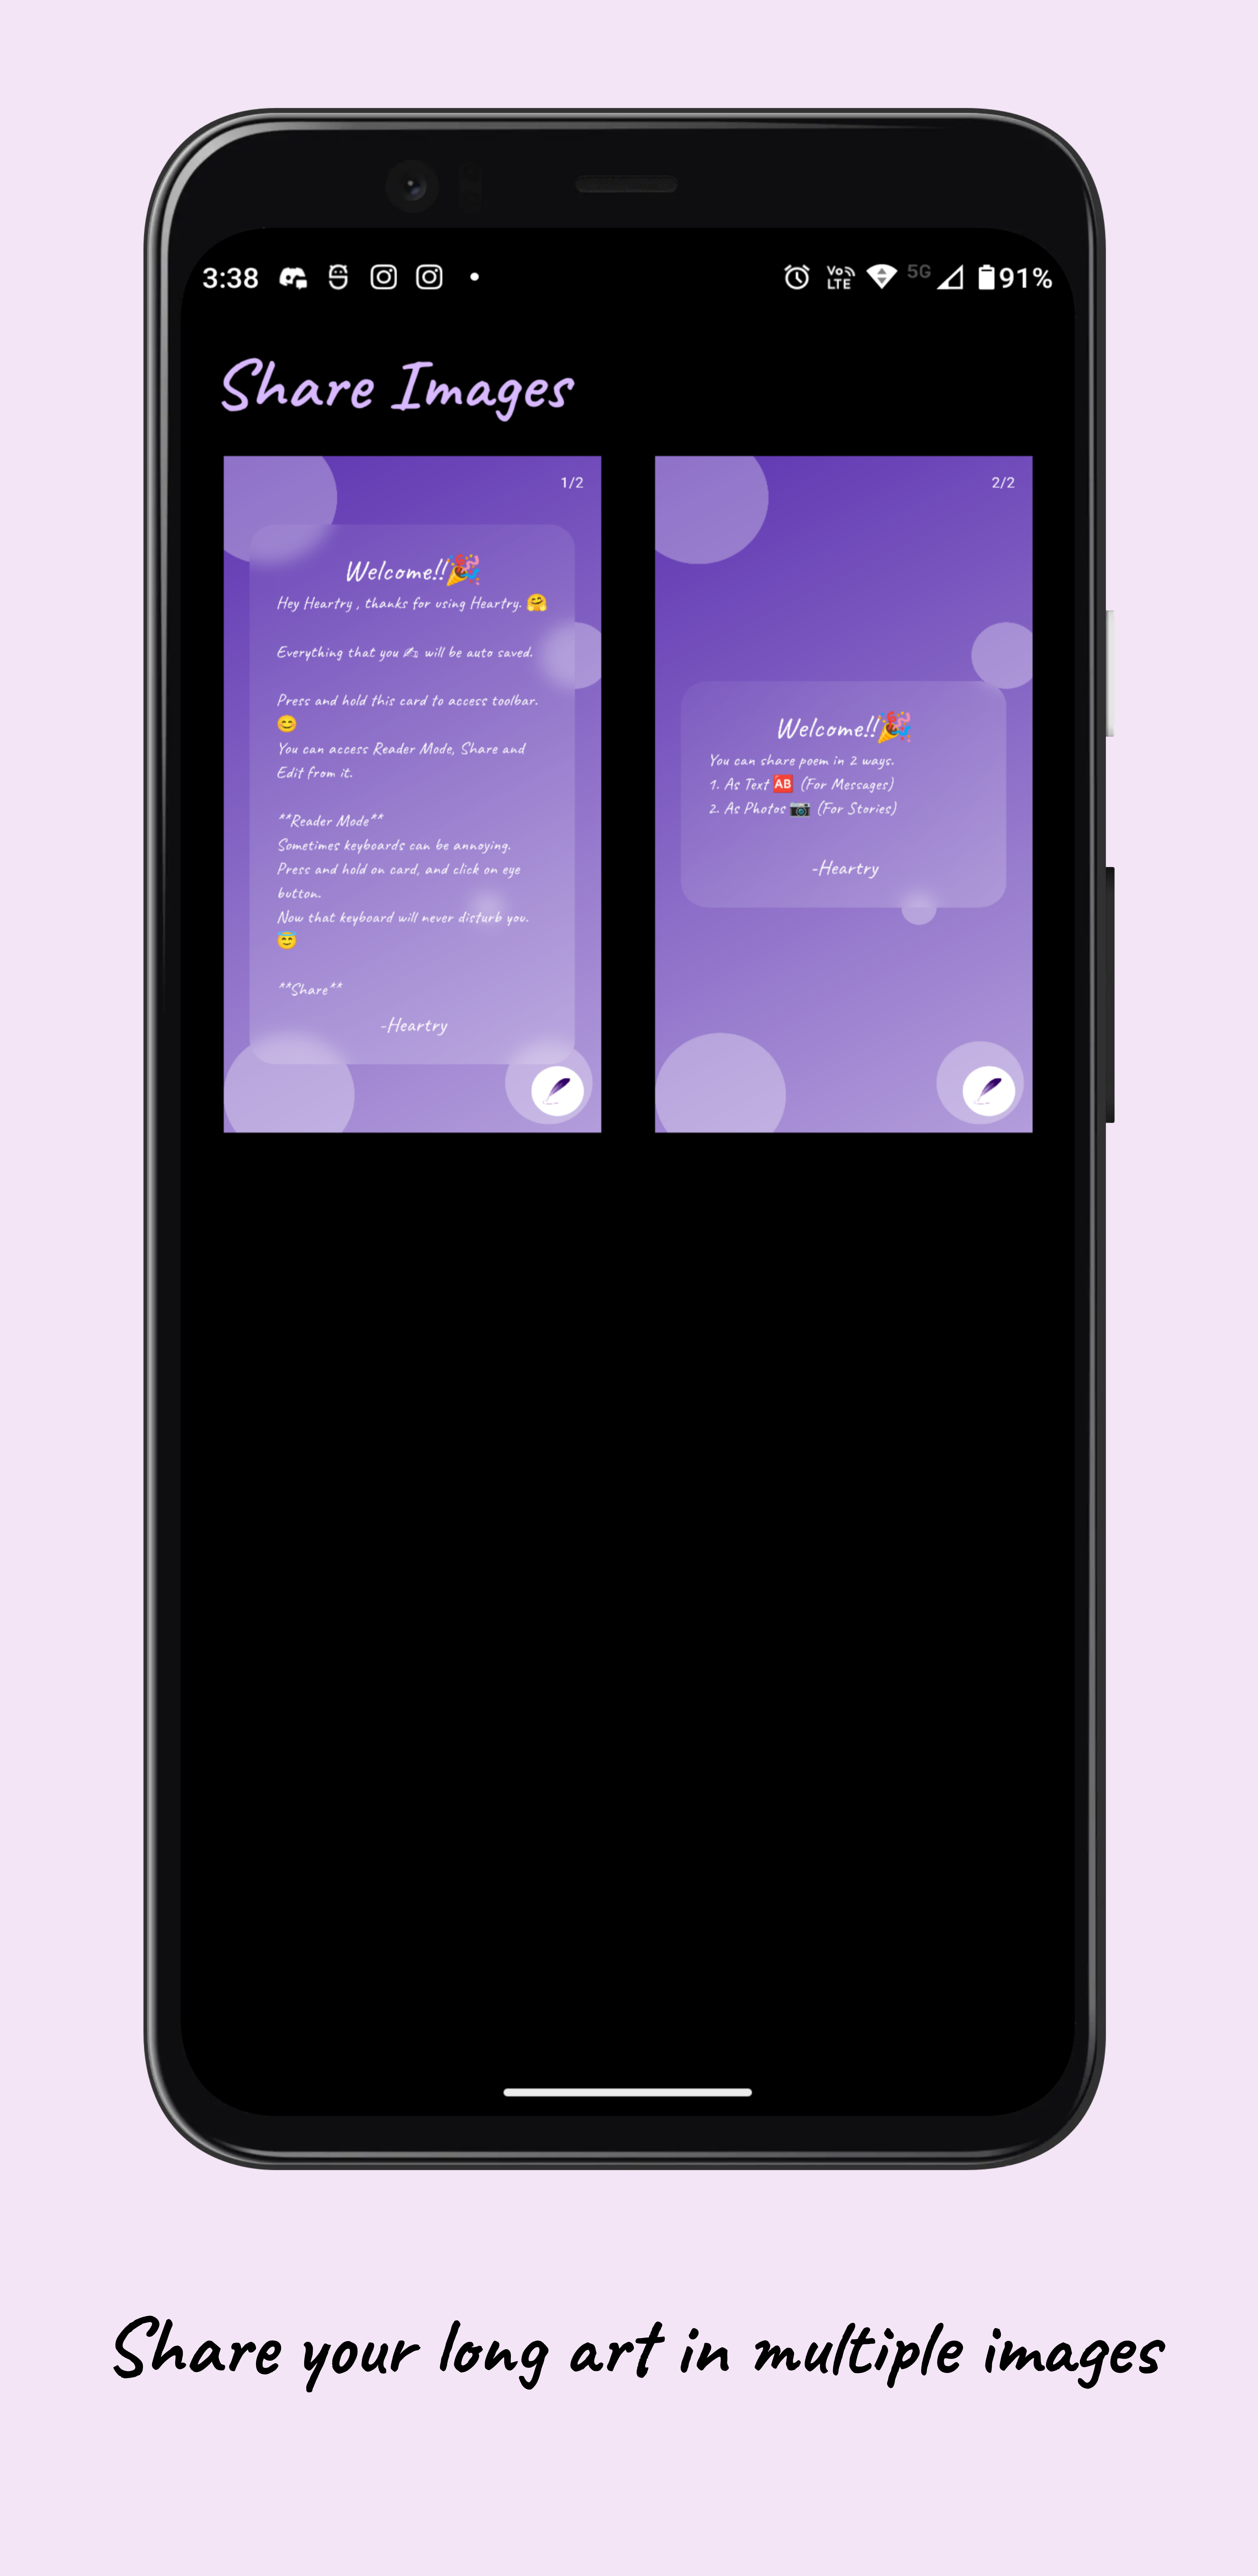 3:38 Vo LTE 5G 91%
Share Images
1/2
Welcome!!🎉
Hey Heartry , thanks for using Heartry. 🤗
Everything that you ✍ will be auto saved.
Press and hold this card to access toolbar.
😊
You can access Reader Mode, Share and
Edit from it.
**Reader Mode**
Sometimes keyboards can be annoying.
Press and hold on card, and click on eye
button.
Now that keyboard will never disturb you.
😇
**Share**
-Heartry
2/2
Welcome!!🎉
You can share poem in 2 ways.
1. As Text 🆎 (For Messages)
2. As Photos 📷 (For Stories)
-Heartry
Share your long art in multiple images